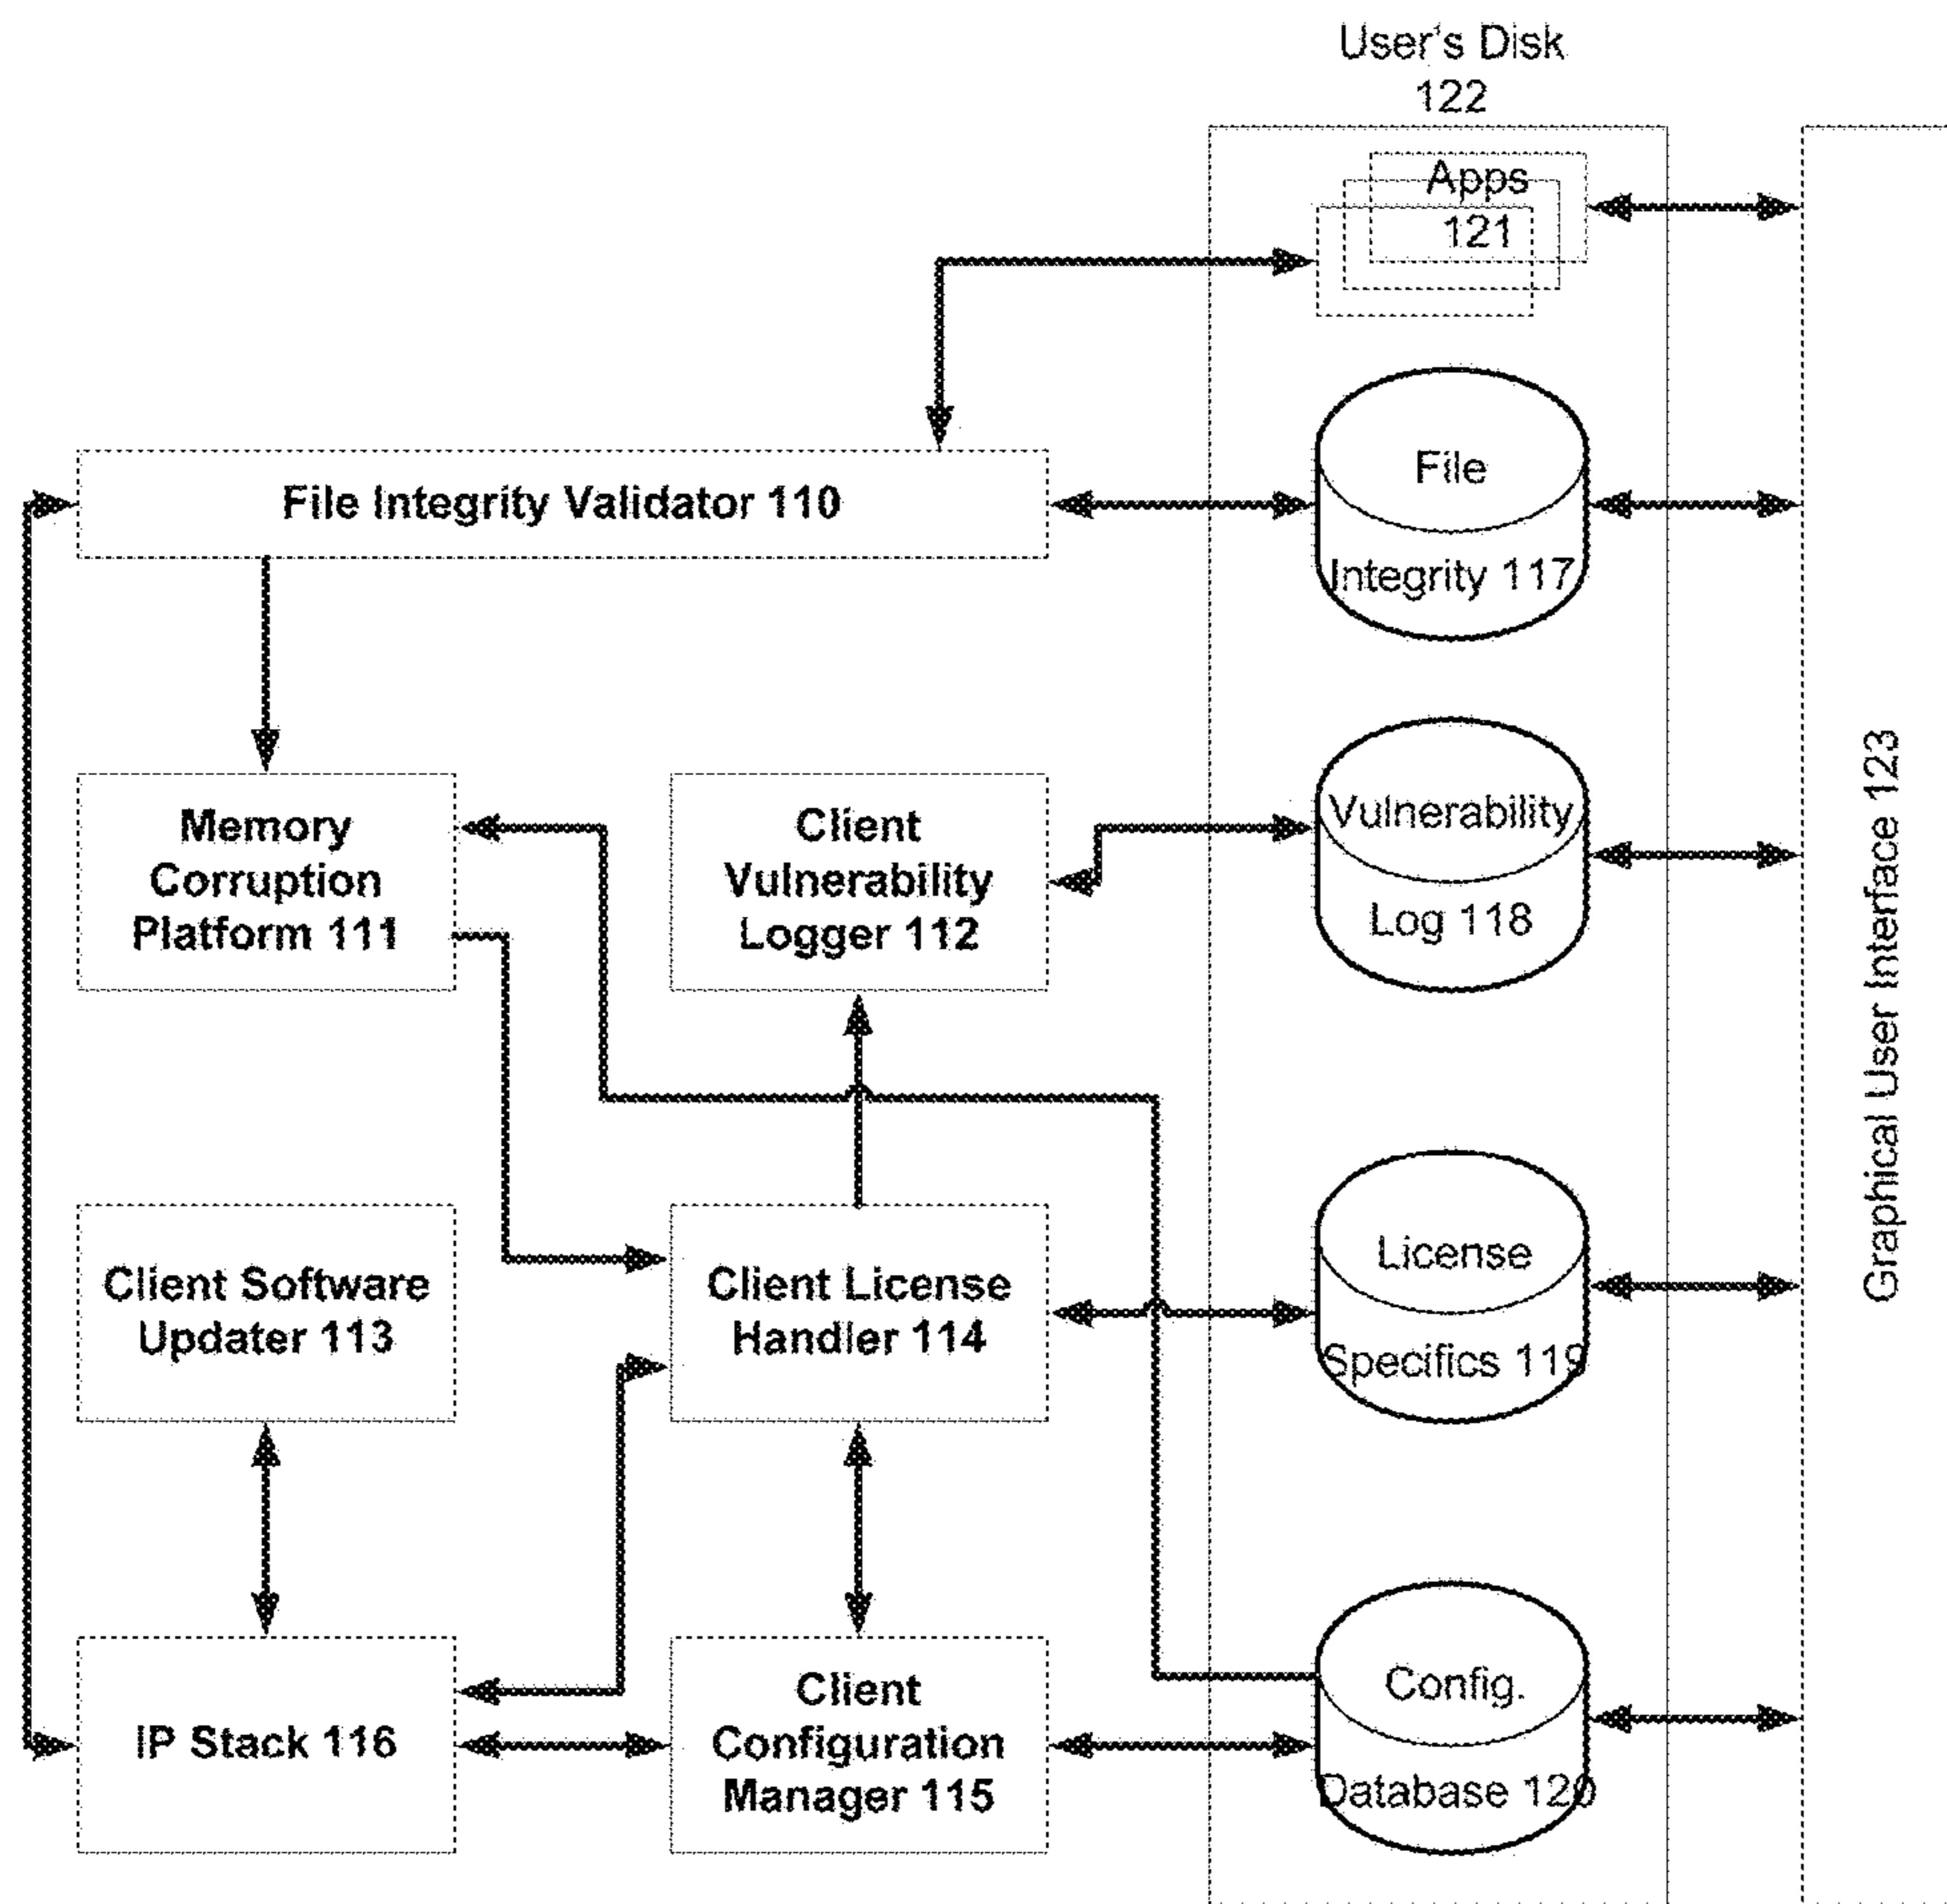 User's Disk
122
Apps
121
File
Integrity 117
File Integrity Validator 110
Memory
Corruption
Platform 111
Client
Vulnerability
Logger 112
Vulnerability
Log 118
Graphical User Interface 123
Client Software
Updater 113
Client License
Handler 114
License
Specifics 119
IP Stack 116
Client
Configuration
Manager 115
Config.
Database 120